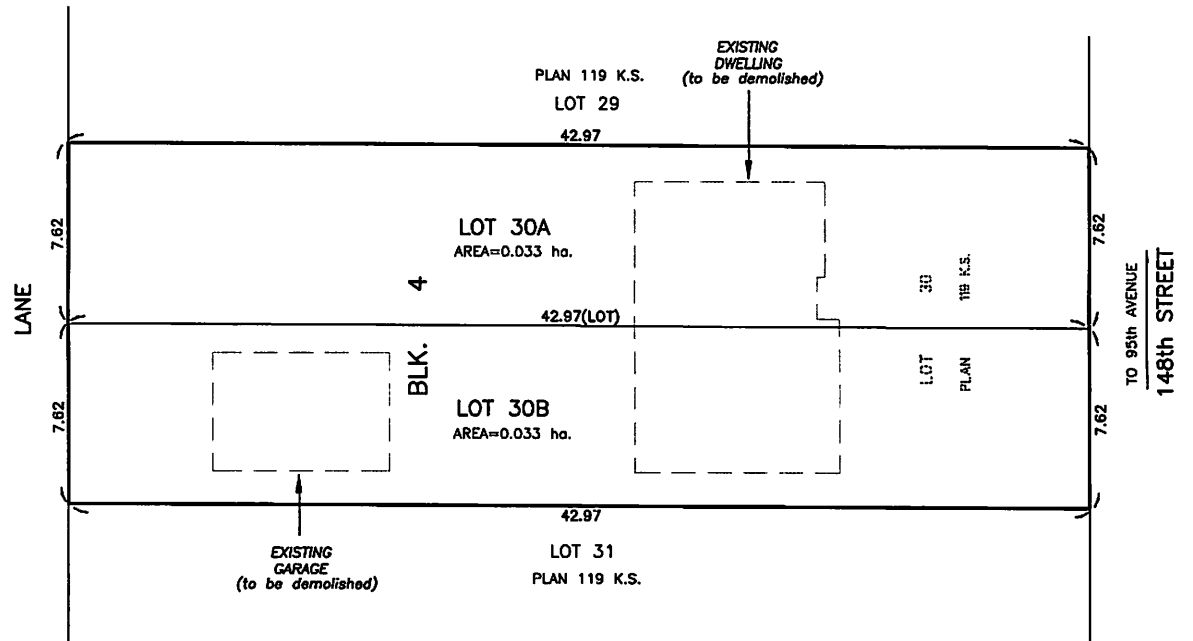 EXISTING
DWELLING
(to be demolished)
PLAN 119 K.S.
LOT 29
42.97
7.62
LOT 30A
AREA=0.033 ha.
7.62
LANE
BLK. 4
42.97(LOT)
LOT 30
PLAN 119 K.S.
TO 95th AVENUE
148th STREET
7.62
LOT 30B
AREA=0.033 ha.
7.62
42.97
EXISTING
GARAGE
(to be demolished)
LOT 31
PLAN 119 K.S.